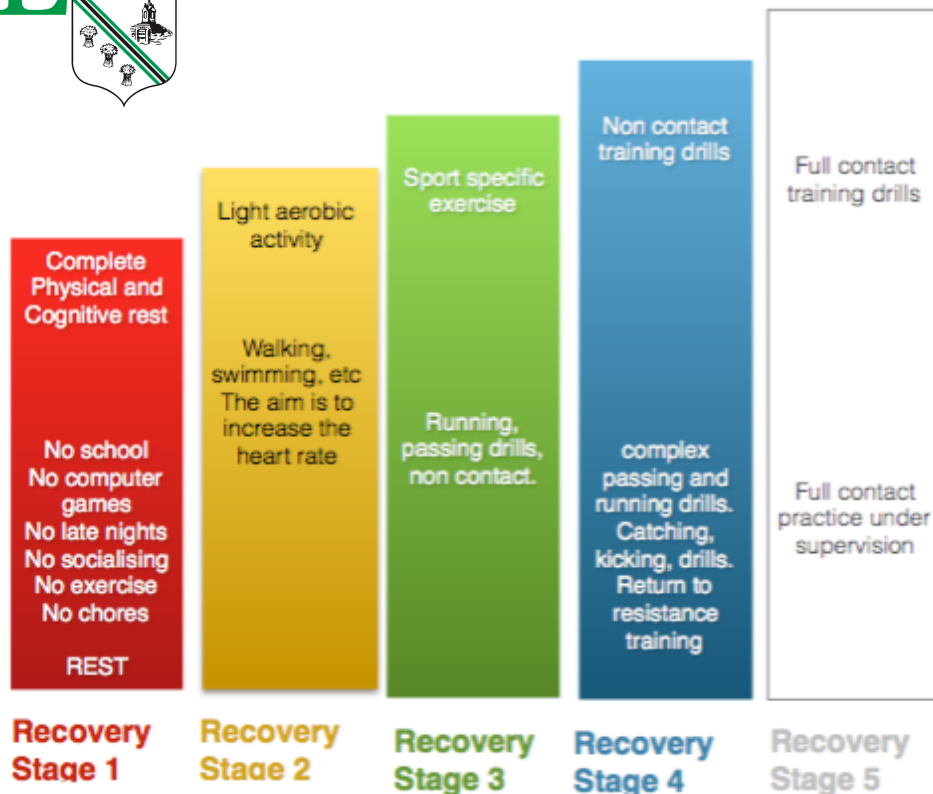 Complete
Physical and
Cognitive rest
No school
No computer
games
No late nights
No socialising
No exercise
No chores
REST
Recovery
Stage 1
Light aerobic
activity
Walking,
swimming, etc
The aim is to
increase the
heart rate
Recovery
Stage 2
Sport specific
exercise
Running,
passing drills,
non contact.
Recovery
Stage 3
Non contact
training drills
complex
passing and
running drills.
Catching,
kicking, drills.
Return to
resistance
training
Recovery
Stage 4
Full contact
training drills
Full contact
practice under
supervision
Recovery
Stage 5